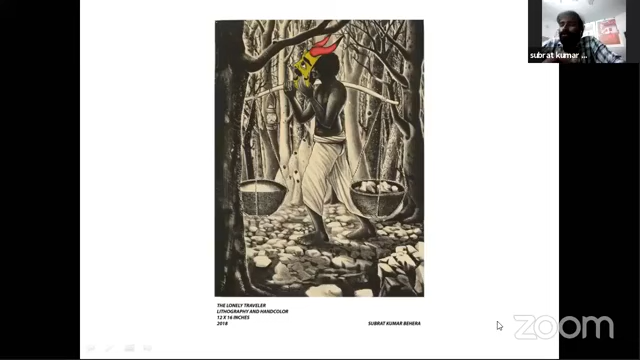 subrat kumar ...
THE LONELY TRAVELER
LITHOGRAPHY AND HANDCOLOR
12 X 16 INCHES
2018
SUBRAT KUMAR BEHERA
zoom